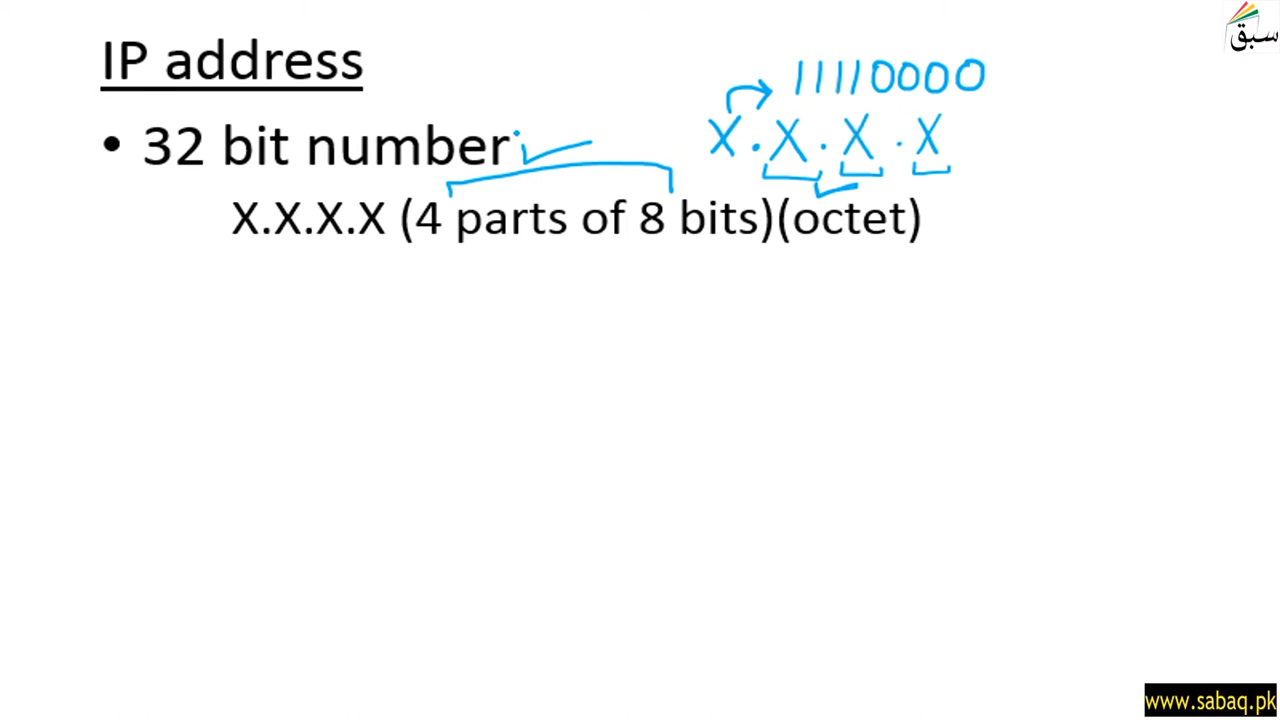 سبق
IP address
11110000
• 32 bit number
X . X . X . X
X.X.X.X (4 parts of 8 bits)(octet)
www.sabaq.pk